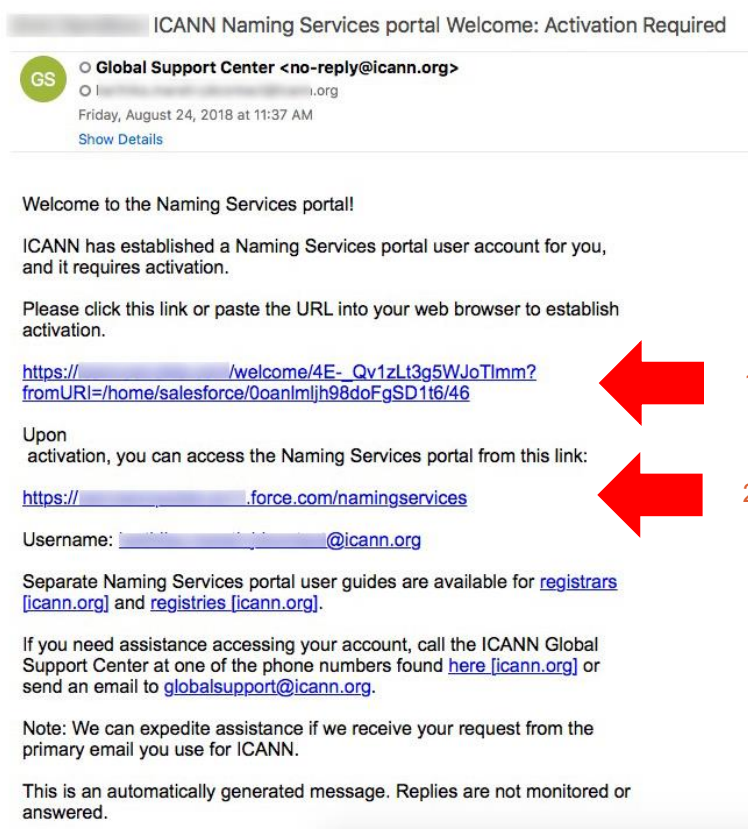 ICANN Naming Services portal Welcome: Activation Required
GS
Global Support Center <no-reply@icann.org>
.org
Friday, August 24, 2018 at 11:37 AM
Show Details
Welcome to the Naming Services portal!
ICANN has established a Naming Services portal user account for you,
and it requires activation.
Please click this link or paste the URL into your web browser to establish
activation.
https:// /welcome/4E-_Qv1zLt3g5WJoTlmm?
fromURI=/home/salesforce/0oanlmljh98doFgSD1t6/46
Upon
activation, you can access the Naming Services portal from this link:
https:// .force.com/namingservices
2
Username: @icann.org
Separate Naming Services portal user guides are available for registrars
[icann.org] and registries [icann.org].
If you need assistance accessing your account, call the ICANN Global
Support Center at one of the phone numbers found here [icann.org] or
send an email to globalsupport@icann.org.
Note: We can expedite assistance if we receive your request from the
primary email you use for ICANN.
This is an automatically generated message. Replies are not monitored or
answered.